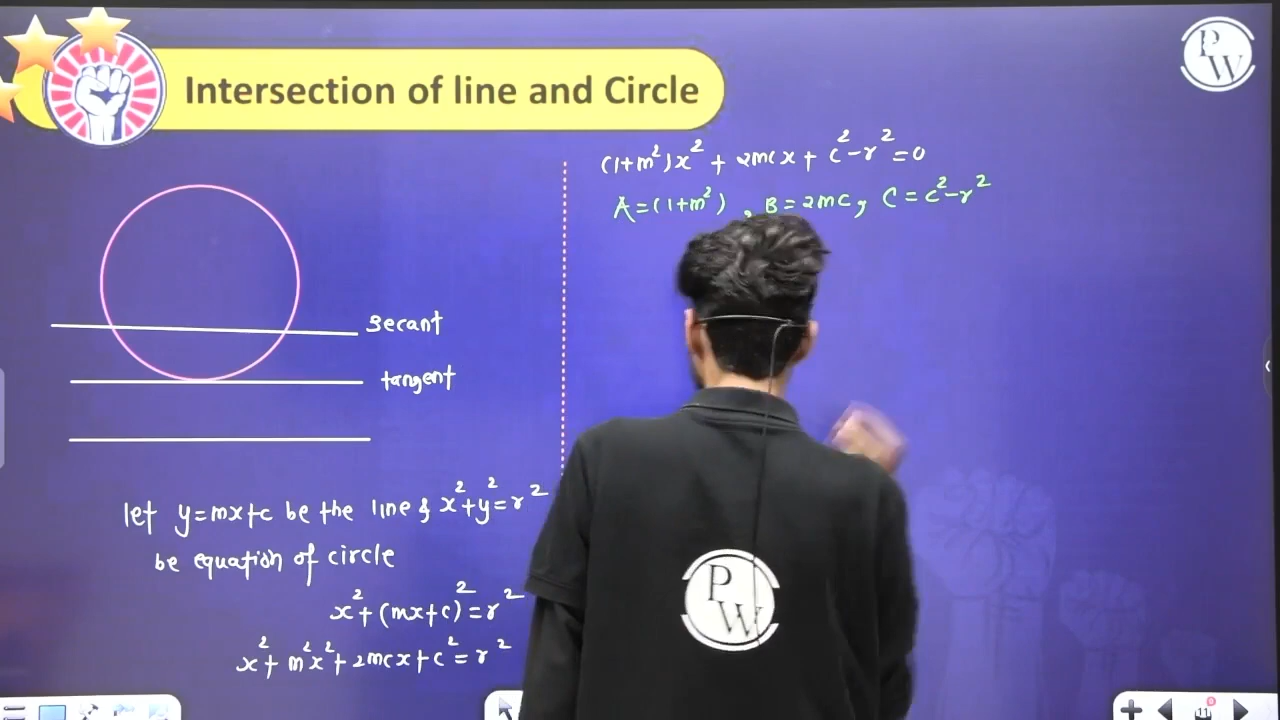 Intersection of line and Circle
PW
secant
tangent
let y=mx+c be the line & x²+y²=r²
be equation of circle
x²+(mx+c)²=r²
x²+m²x²+2mcx+c²=r²
(1+m²)x²+2mcx+c²-r²=0
A=(1+m²), B=2mc, C=c²-r²
PW